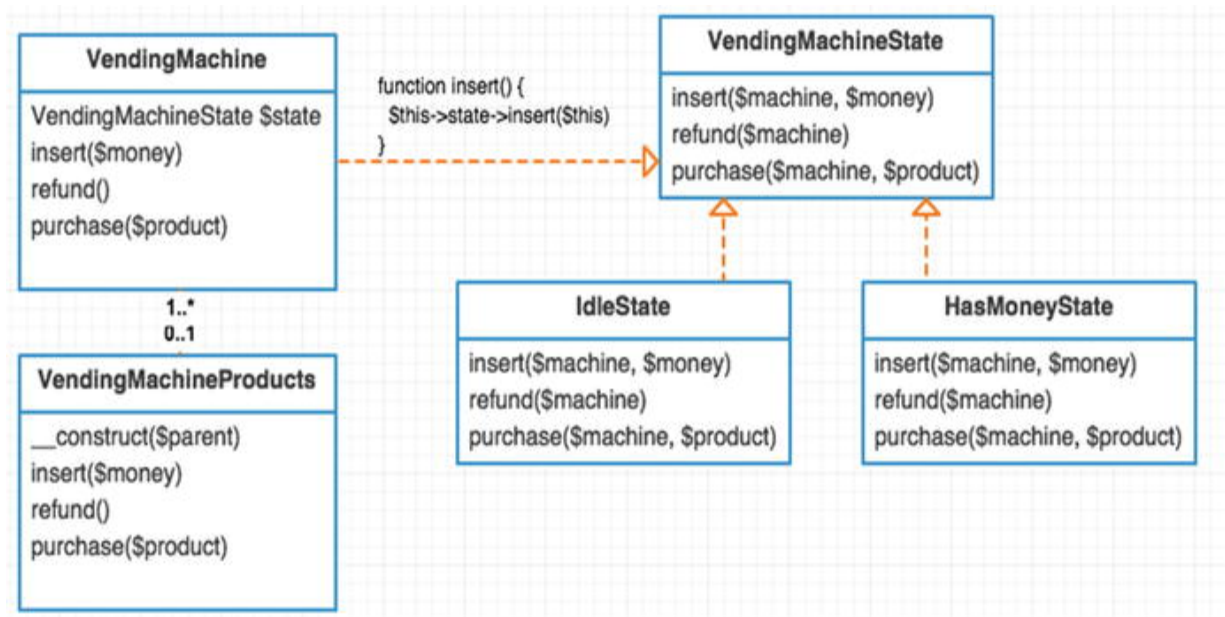 VendingMachine
VendingMachineState $state
insert($money)
refund()
purchase($product)
1..*
0..1
VendingMachineProducts
__construct($parent)
insert($money)
refund()
purchase($product)
function insert() {
$this->state->insert($this)
}
VendingMachineState
insert($machine, $money)
refund($machine)
purchase($machine, $product)
IdleState
insert($machine, $money)
refund($machine)
purchase($machine, $product)
HasMoneyState
insert($machine, $money)
refund($machine)
purchase($machine, $product)